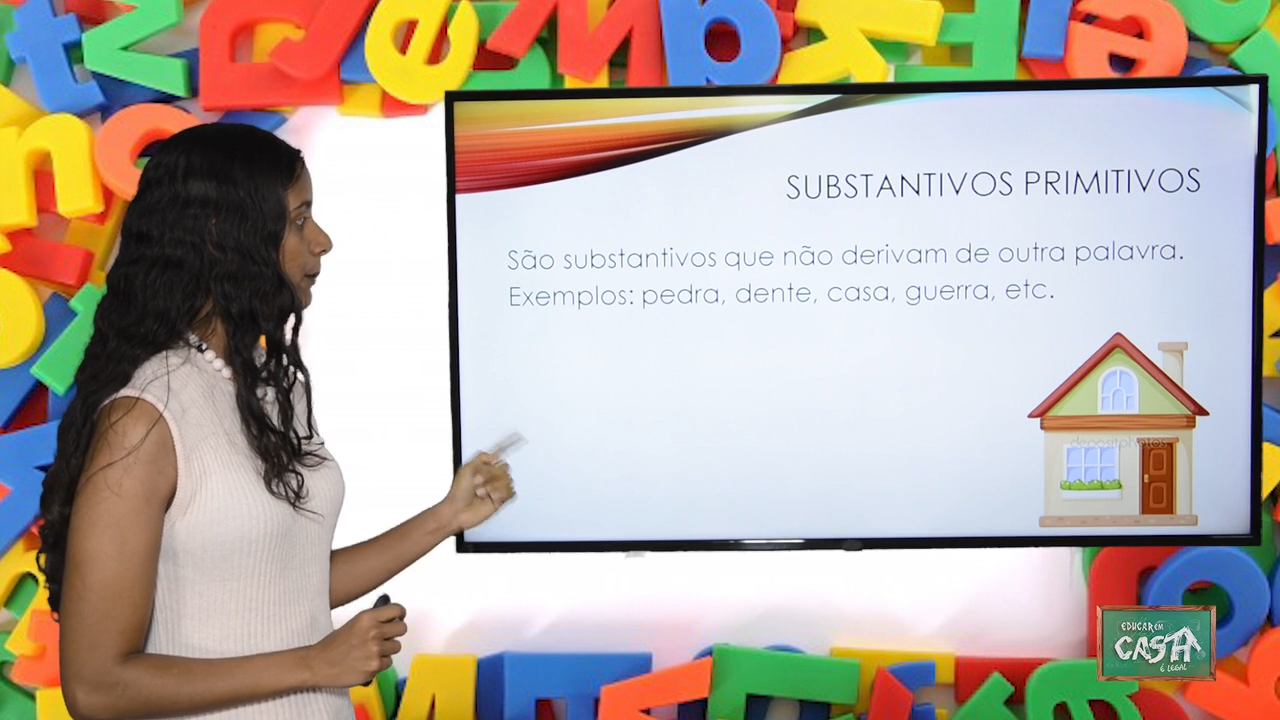 SUBSTANTIVOS PRIMITIVOS
São substantivos que não derivam de outra palavra.
Exemplos: pedra, dente, casa, guerra, etc.
depositphotos
EDUCAR EM
CASA
É LEGAL